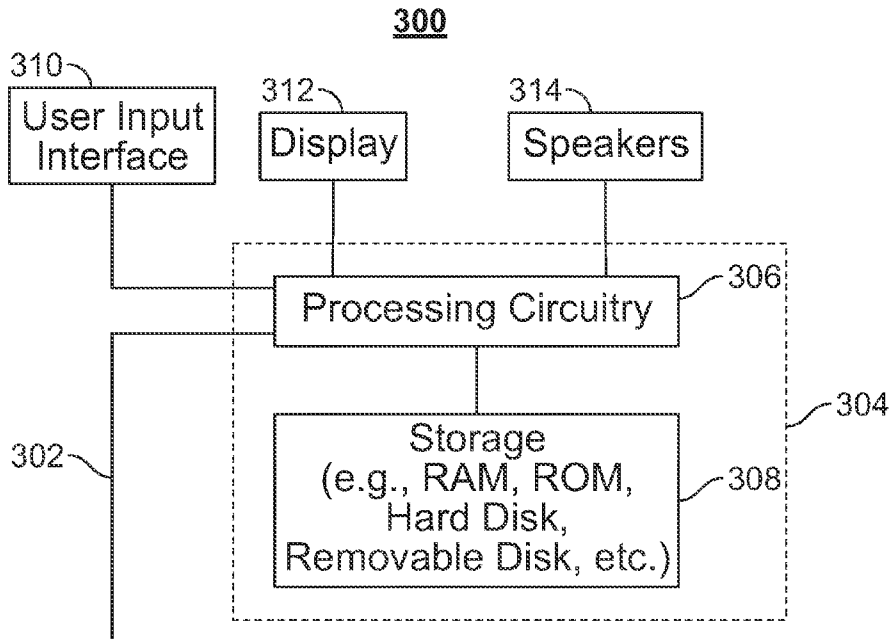 300
310
312
314
User Input
Interface
Display
Speakers
Processing Circuitry
306
304
302
Storage
(e.g., RAM, ROM,
Hard Disk,
Removable Disk, etc.)
308